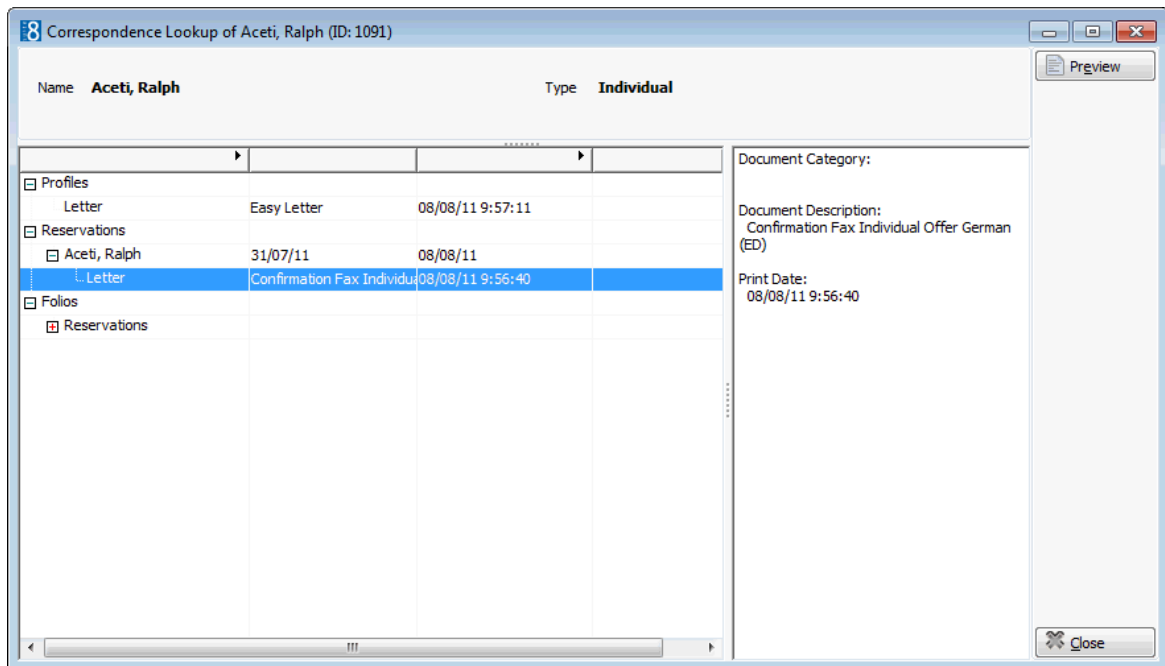 Correspondence Lookup of Aceti, Ralph (ID: 1091)
Preview
Name Aceti, Ralph Type Individual
Profiles
Letter Easy Letter 08/08/11 9:57:11
Reservations
Aceti, Ralph 31/07/11 08/08/11
Letter Confirmation Fax Individua 08/08/11 9:56:40
Folios
Reservations
Document Category:
Document Description:
Confirmation Fax Individual Offer German
(ED)
Print Date:
08/08/11 9:56:40
Close